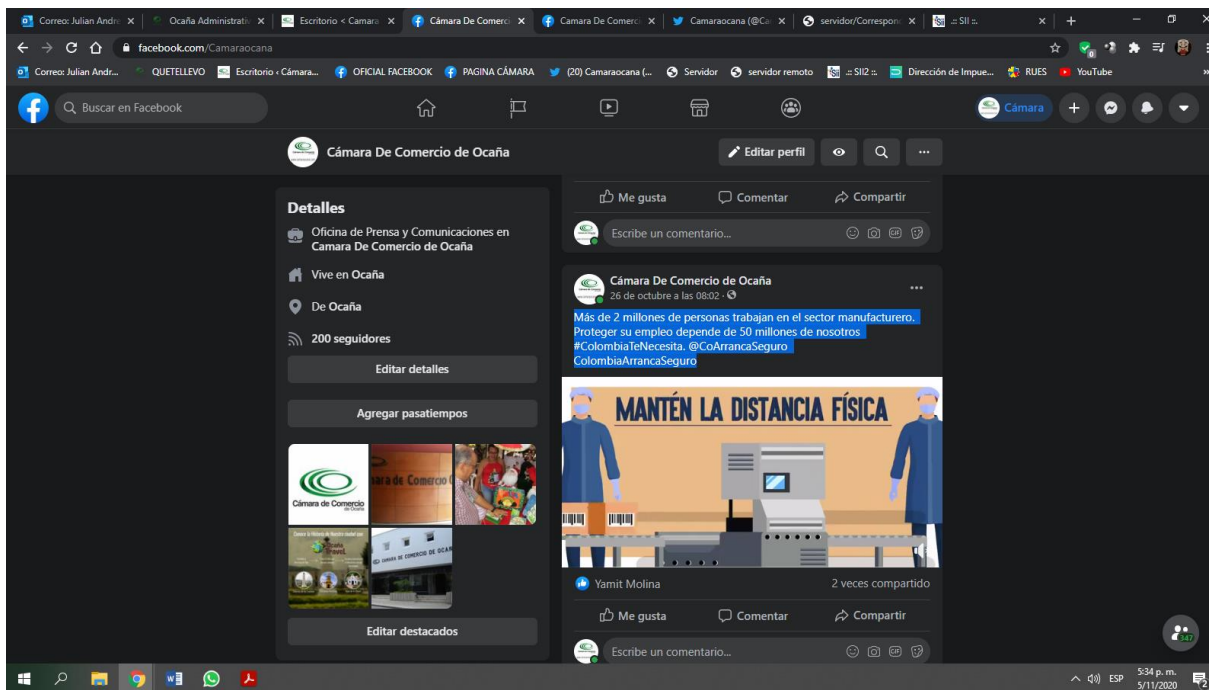 Correo: Julian Andre
Ocaña Administrativ
Escritorio < Camara
Cámara De Comerci
Camara De Comerci
Camaraocana (@Ca
servidor/Correspon
.:: SII ::.
facebook.com/Camaraocana
Correo: Julian Andr...
QUETELLEVO
Escritorio ‹ Cámara...
OFICIAL FACEBOOK
PAGINA CÁMARA
(20) Camaraocana (...
Servidor
servidor remoto
.:: SII2 ::.
Dirección de Impue...
RUES
YouTube
Buscar en Facebook
Cámara
Cámara De Comercio de Ocaña
Editar perfil
Detalles
Oficina de Prensa y Comunicaciones en
Camara De Comercio de Ocaña
Vive en Ocaña
De Ocaña
200 seguidores
Editar detalles
Agregar pasatiempos
Cámara de Comercio
de Ocaña
Editar destacados
Me gusta
Comentar
Compartir
Escribe un comentario...
GIF
Cámara De Comercio de Ocaña
26 de octubre a las 08:02
Más de 2 millones de personas trabajan en el sector manufacturero.
Proteger su empleo depende de 50 millones de nosotros
#ColombiaTeNecesita. @CoArrancaSeguro
ColombiaArrancaSeguro
MANTÉN LA DISTANCIA FÍSICA
Yamit Molina
2 veces compartido
Me gusta
Comentar
Compartir
Escribe un comentario...
GIF
347
ESP
5:34 p. m.
5/11/2020